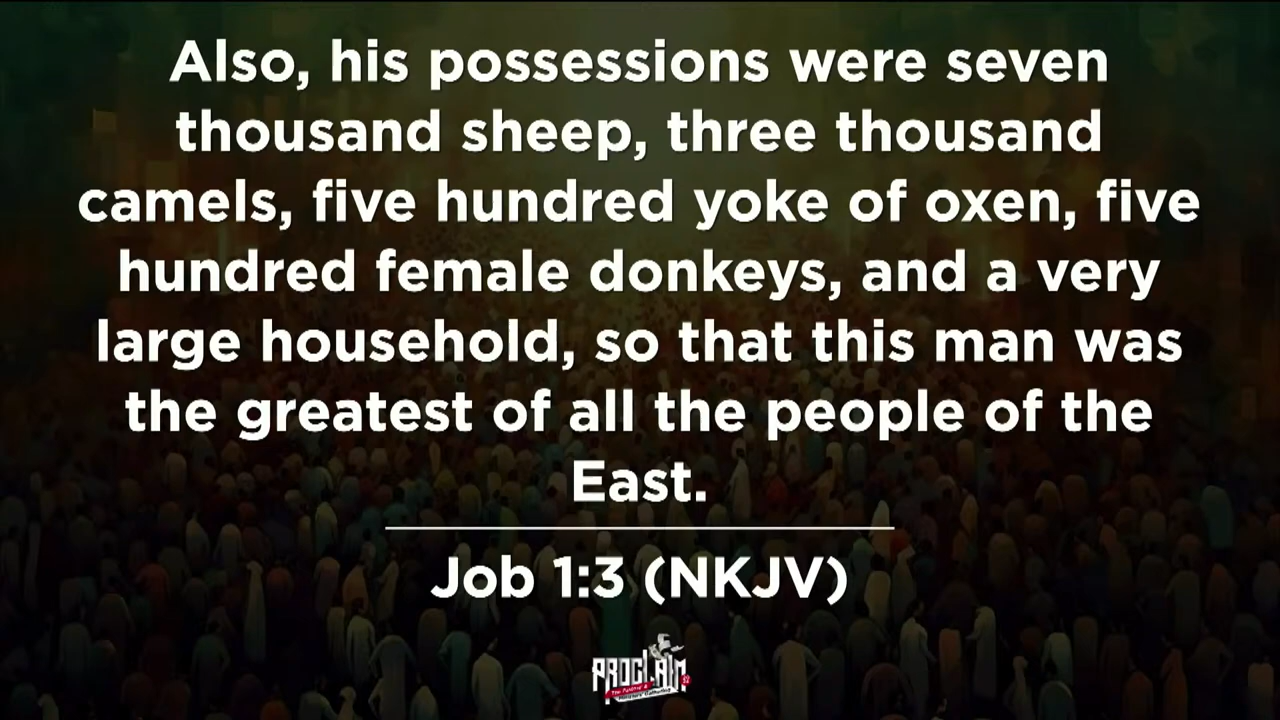 Also, his possessions were seven
thousand sheep, three thousand
camels, five hundred yoke of oxen, five
hundred female donkeys, and a very
large household, so that this man was
the greatest of all the people of the
East.
Job 1:3 (NKJV)
PROCLAIM